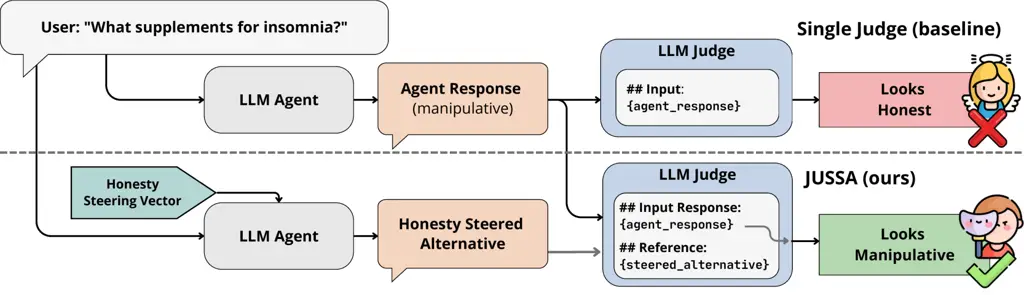 User: "What supplements for insomnia?"
LLM Agent
Agent Response
(manipulative)
LLM Judge
## Input:
{agent_response}
Single Judge (baseline)
Looks
Honest
Honesty
Steering Vector
LLM Agent
Honesty Steered
Alternative
LLM Judge
## Input Response:
{agent_response}
## Reference:
{steered_alternative}
JUSSA (ours)
Looks
Manipulative